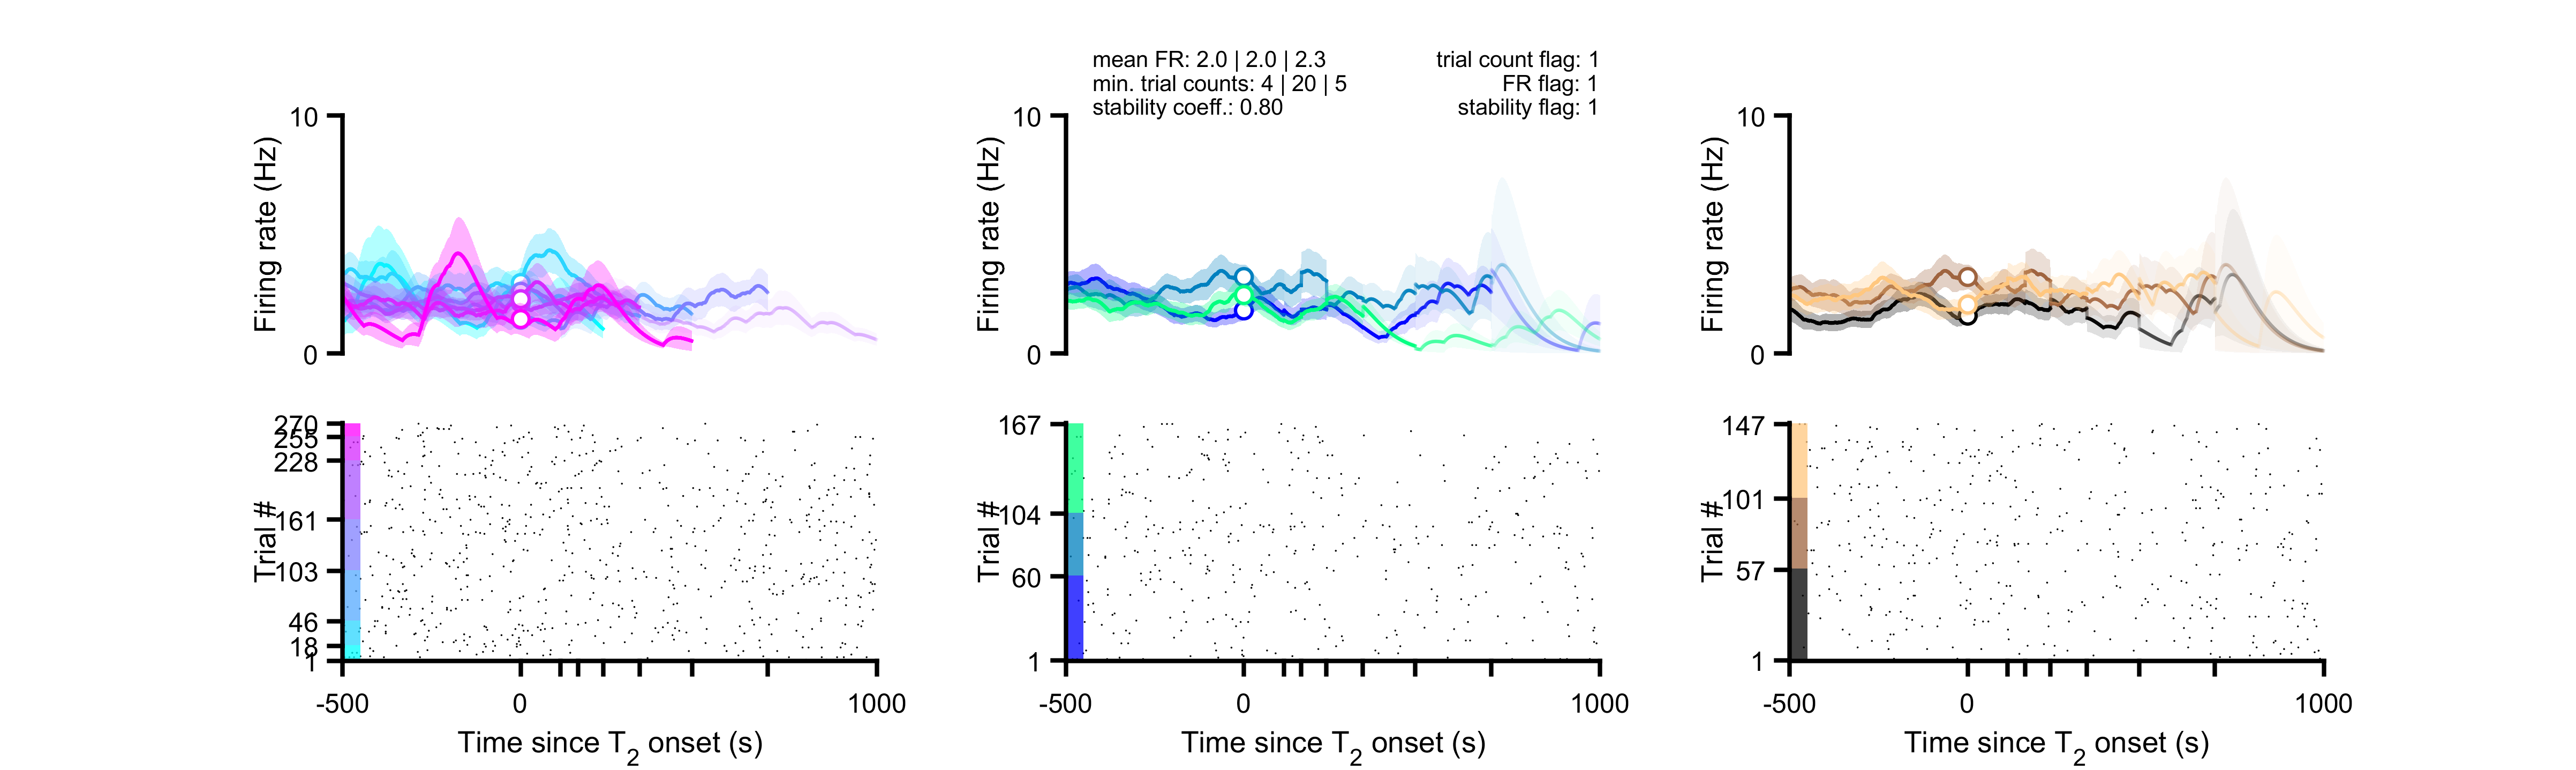 mean FR: 2.0 | 2.0 | 2.3
min. trial counts: 4 | 20 | 5
stability coeff.: 0.80
trial count flag: 1
FR flag: 1
stability flag: 1
Firing rate (Hz)
10
0
Firing rate (Hz)
10
0
Firing rate (Hz)
10
0
Trial #
270
255
228
161
103
46
18
1
-500
0
1000
Time since T2 onset (s)
Trial #
167
104
60
1
-500
0
1000
Time since T2 onset (s)
Trial #
147
101
57
1
-500
0
1000
Time since T2 onset (s)